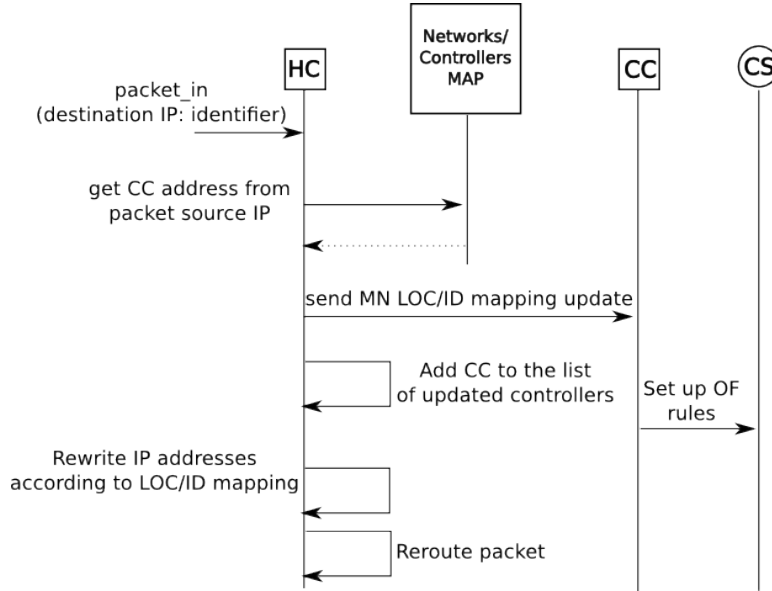 Networks/
Controllers
MAP
HC
CC
CS
packet_in
(destination IP: identifier)
get CC address from
packet source IP
send MN LOC/ID mapping update
Add CC to the list
of updated controllers
Set up OF
rules
Rewrite IP addresses
according to LOC/ID mapping
Reroute packet